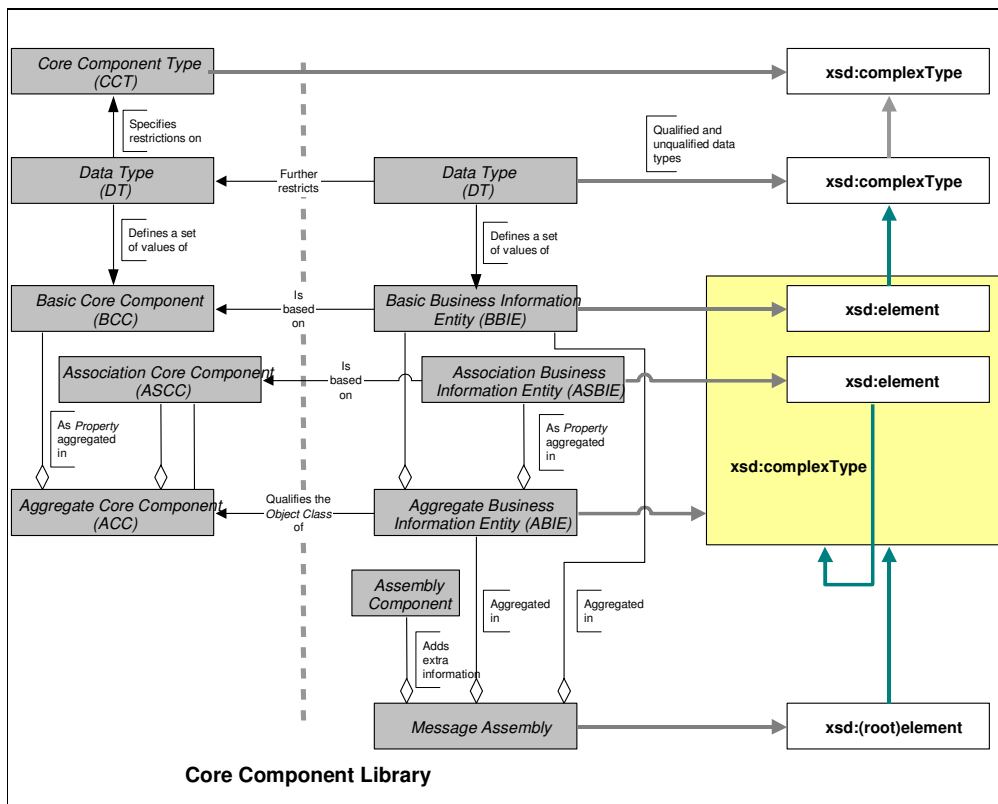 Core Component Type
(CCT)
xsd:complexType
Specifies
restrictions on
Qualified and
unqualified data
types
Data Type
(DT)
Further
restricts
Data Type
(DT)
xsd:complexType
Defines a set
of values of
Defines a set
of values of
Basic Core Component
(BCC)
Is
based
on
Basic Business Information
Entity (BBIE)
xsd:element
Association Core Component
(ASCC)
Is
based
on
Association Business
Information Entity (ASBIE)
xsd:element
As Property
aggregated
in
As Property
aggregated
in
xsd:complexType
Aggregate Core Component
(ACC)
Qualifies the
Object Class
of
Aggregate Business
Information Entity (ABIE)
Assembly
Component
Aggregated
in
Aggregated
in
Adds
extra
information
Message Assembly
xsd:(root)element
Core Component Library